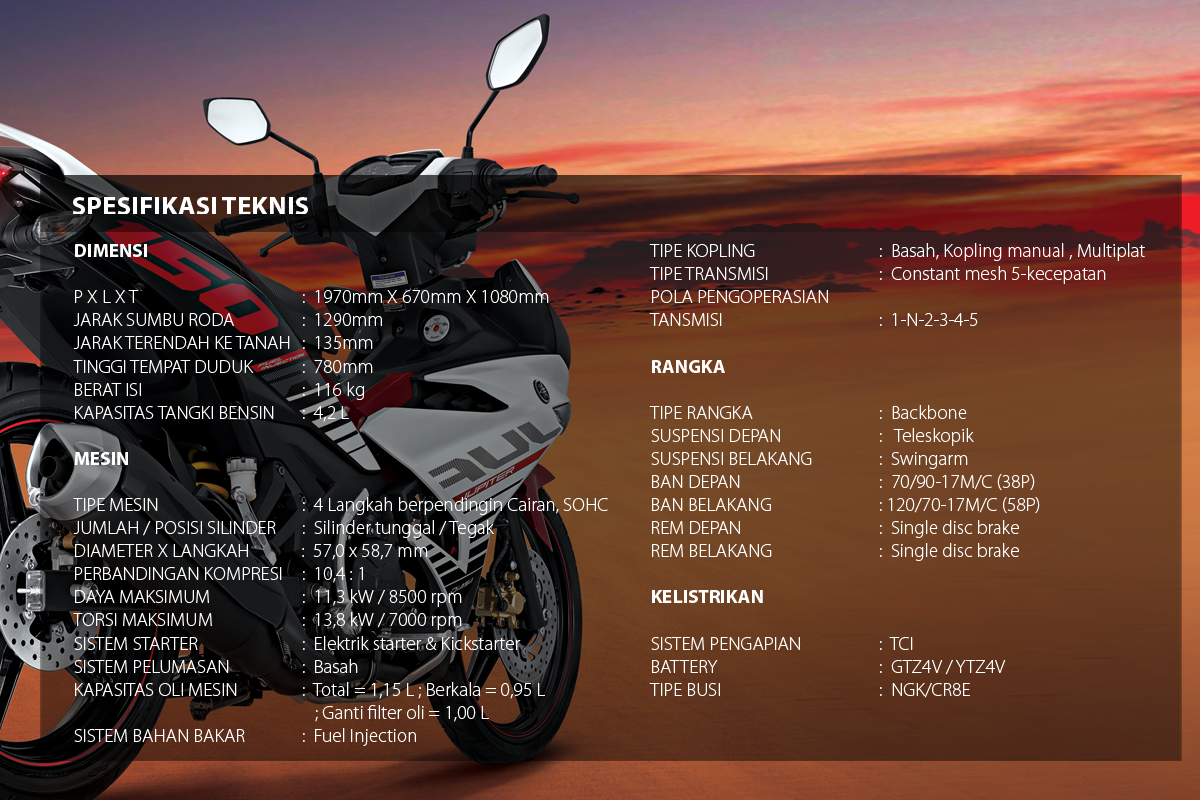 SPESIFIKASI TEKNIS
DIMENSI
P X L X T : 1970mm X 670mm X 1080mm
JARAK SUMBU RODA : 1290mm
JARAK TERENDAH KE TANAH : 135mm
TINGGI TEMPAT DUDUK : 780mm
BERAT ISI : 116 kg
KAPASITAS TANGKI BENSIN : 4,2 L
MESIN
TIPE MESIN : 4 Langkah berpendingin Cairan, SOHC
JUMLAH / POSISI SILINDER : Silinder tunggal / Tegak
DIAMETER X LANGKAH : 57,0 x 58,7 mm
PERBANDINGAN KOMPRESI : 10,4 : 1
DAYA MAKSIMUM : 11,3 kW / 8500 rpm
TORSI MAKSIMUM : 13,8 kW / 7000 rpm
SISTEM STARTER : Elektrik starter & Kickstarter
SISTEM PELUMASAN : Basah
KAPASITAS OLI MESIN : Total = 1,15 L ; Berkala = 0,95 L
; Ganti filter oli = 1,00 L
SISTEM BAHAN BAKAR : Fuel Injection
TIPE KOPLING : Basah, Kopling manual , Multiplat
TIPE TRANSMISI : Constant mesh 5-kecepatan
POLA PENGOPERASIAN
TANSMISI : 1-N-2-3-4-5
RANGKA
TIPE RANGKA : Backbone
SUSPENSI DEPAN : Teleskopik
SUSPENSI BELAKANG : Swingarm
BAN DEPAN : 70/90-17M/C (38P)
BAN BELAKANG : 120/70-17M/C (58P)
REM DEPAN : Single disc brake
REM BELAKANG : Single disc brake
KELISTRIKAN
SISTEM PENGAPIAN : TCI
BATTERY : GTZ4V / YTZ4V
TIPE BUSI : NGK/CR8E
150
FUEL INJECTION
JUPITER